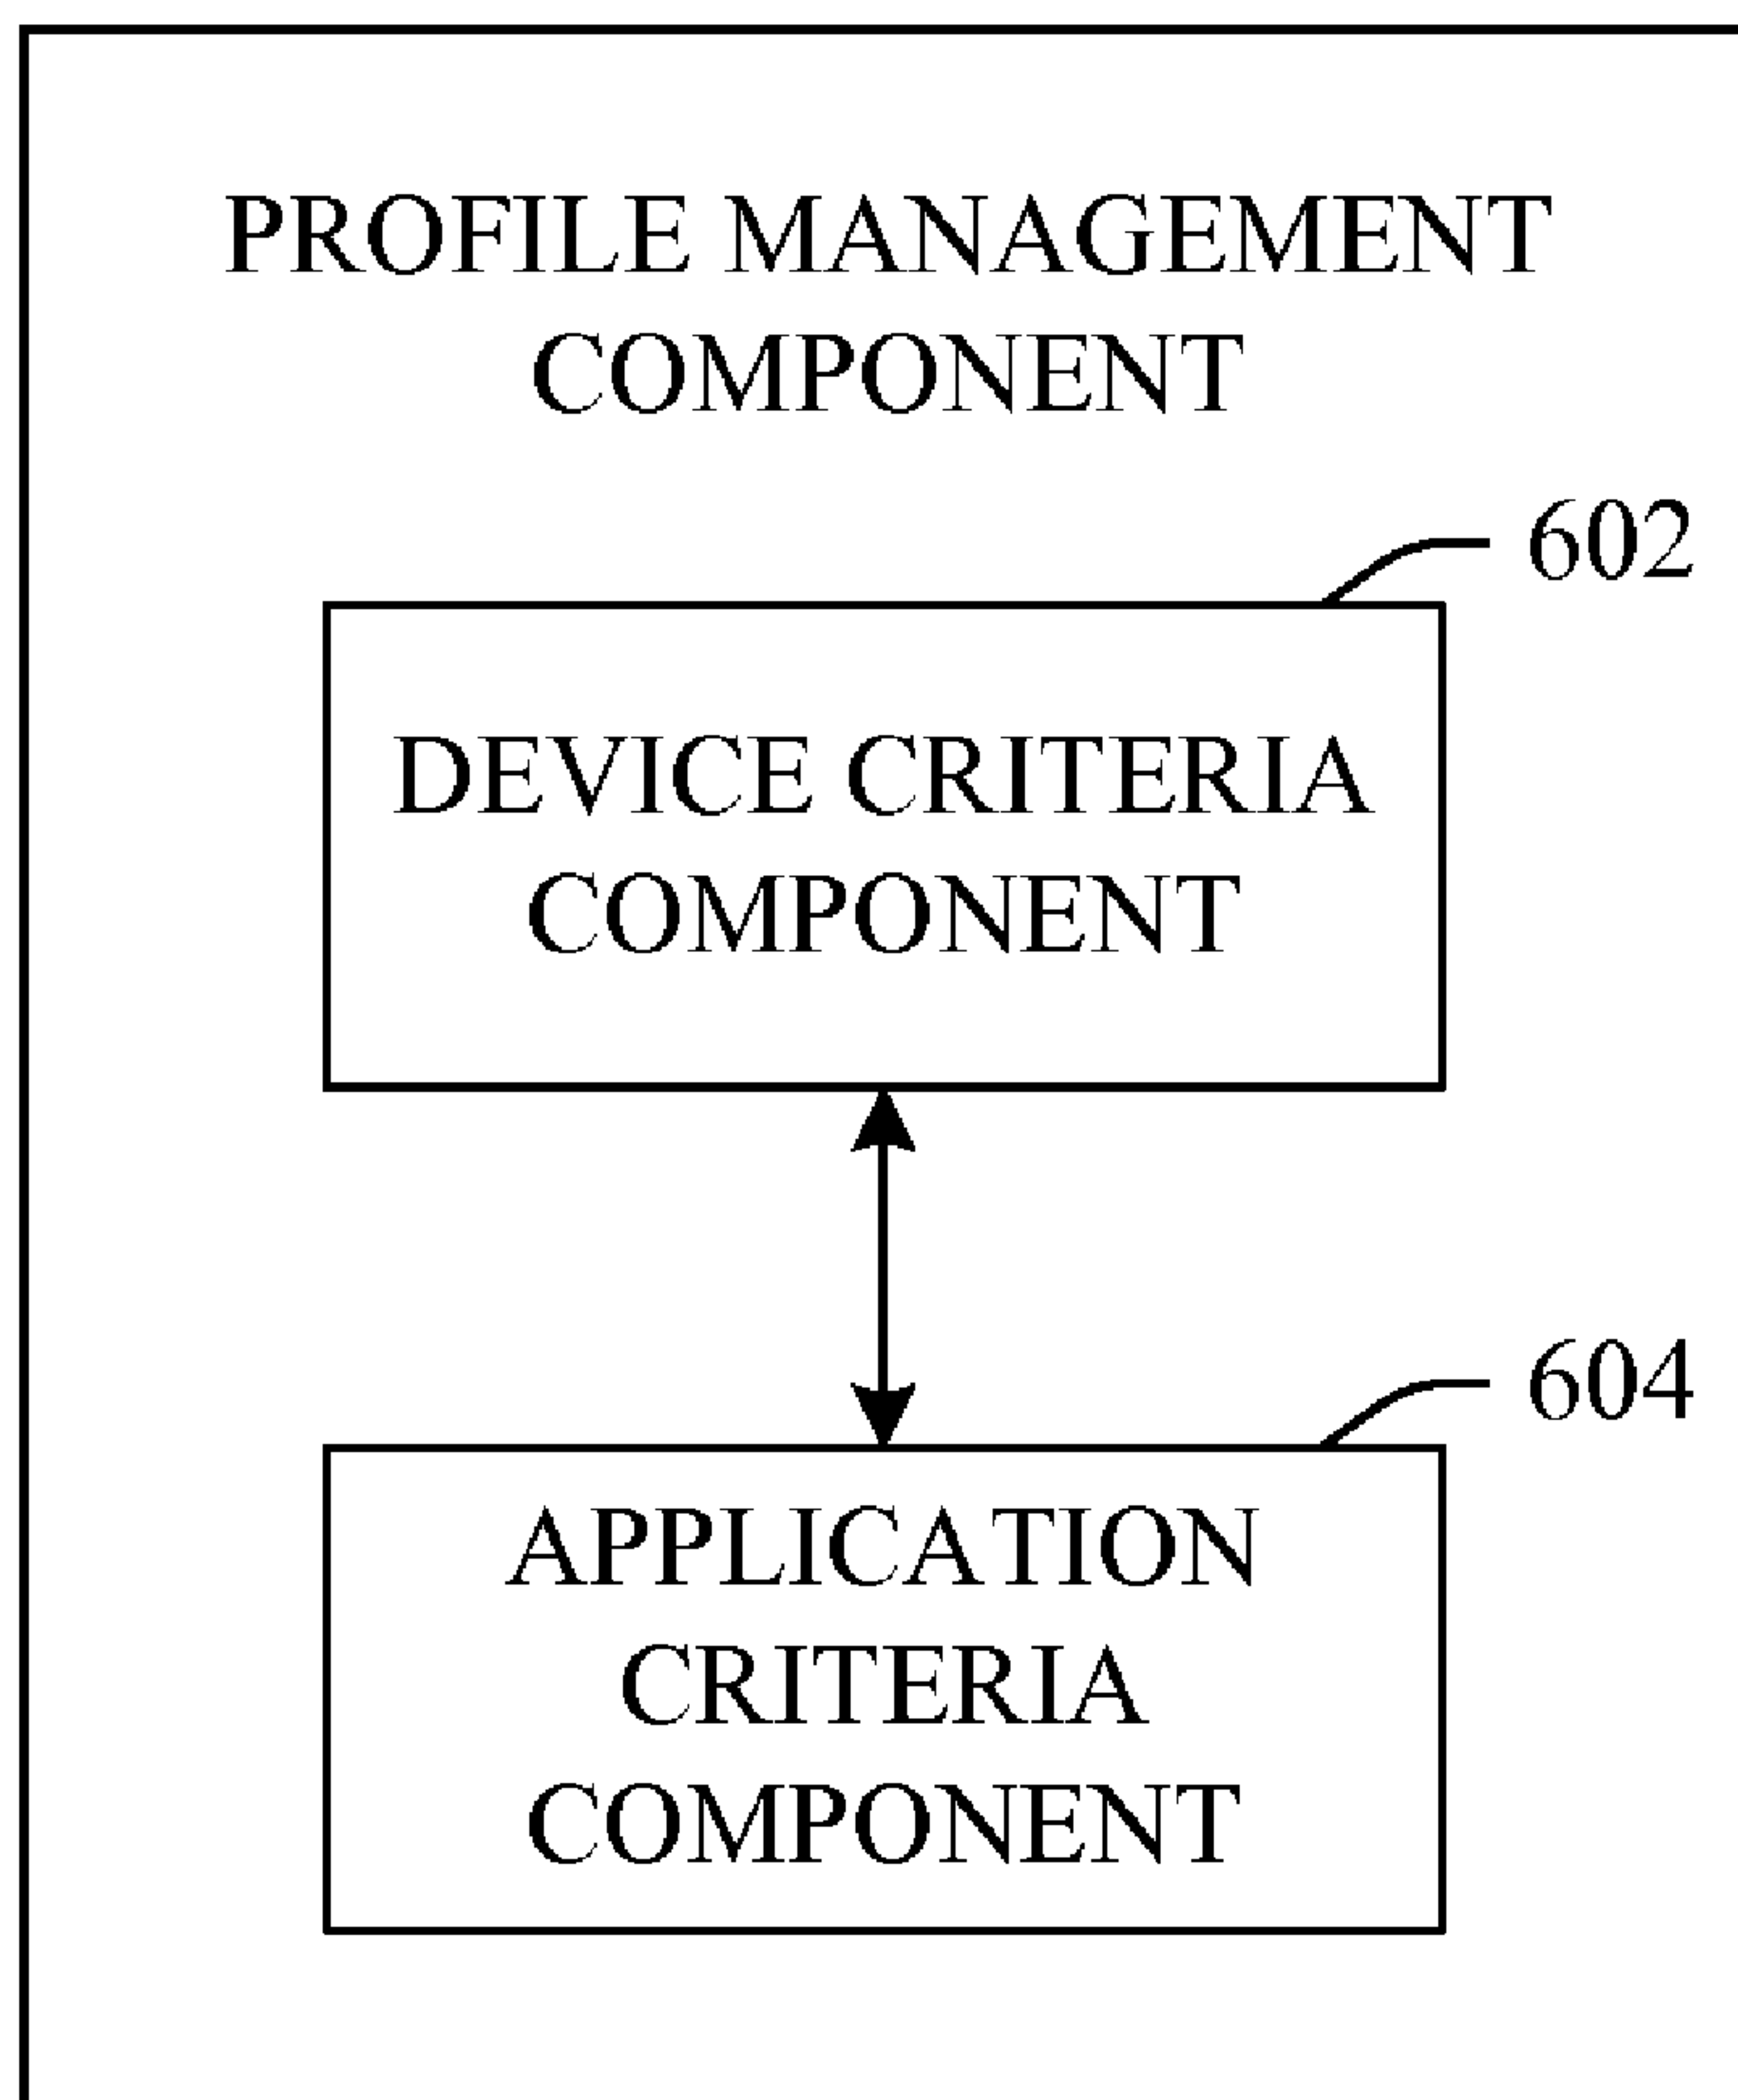 PROFILE MANAGEMENT
COMPONENT
602
DEVICE CRITERIA
COMPONENT
604
APPLICATION
CRITERIA
COMPONENT